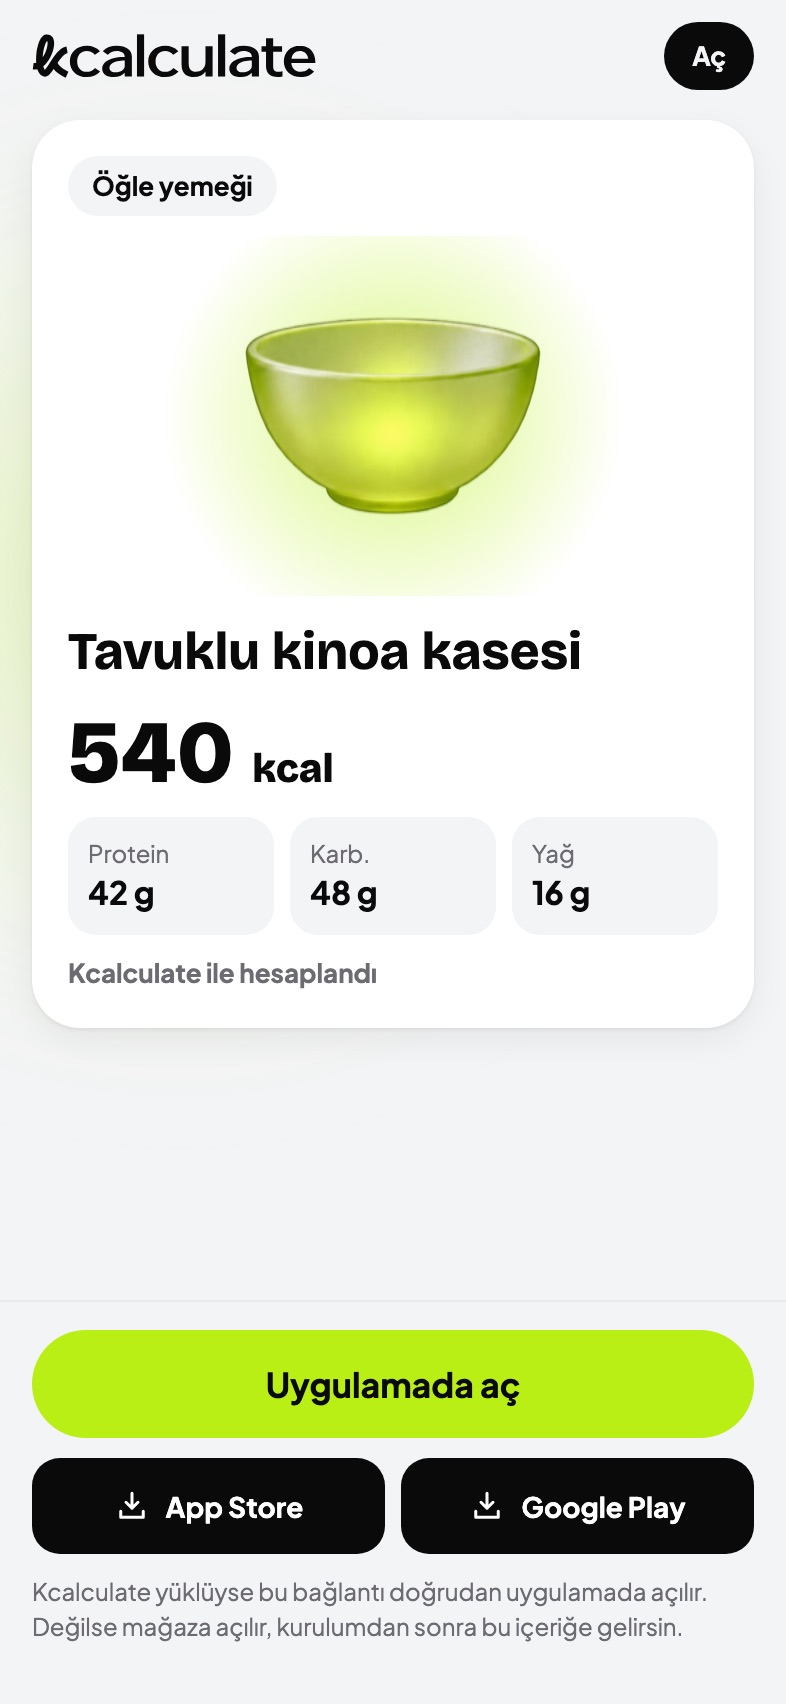 kcalculate
Aç
Öğle yemeği
Tavuklu kinoa kasesi
540 kcal
Protein
42 g
Karb.
48 g
Yağ
16 g
Kcalculate ile hesaplandı
Uygulamada aç
App Store
Google Play
Kcalculate yüklüyse bu bağlantı doğrudan uygulamada açılır.
Değilse mağaza açılır, kurulumdan sonra bu içeriğe gelirsin.